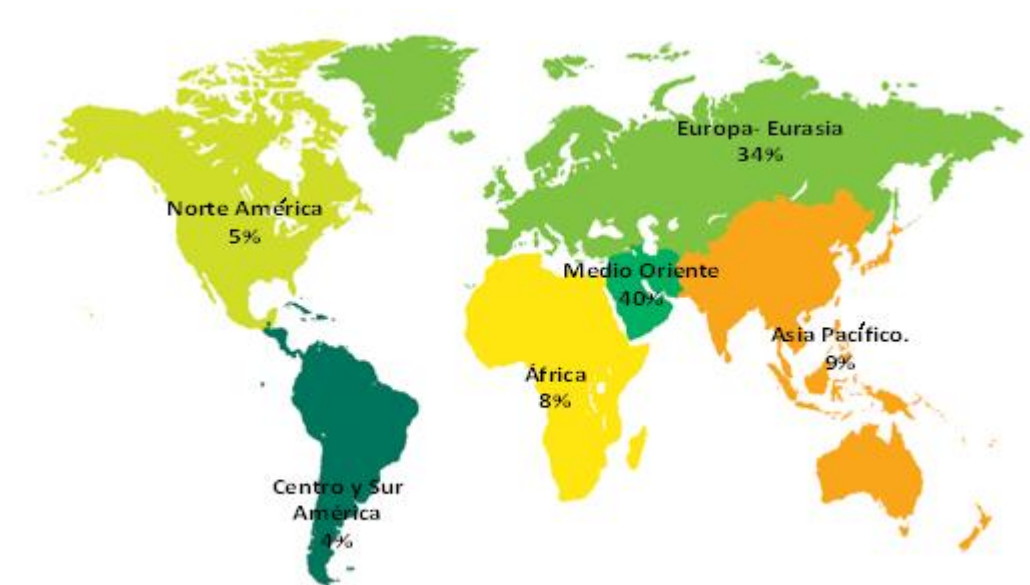 Europa- Eurasia
34%
Norte América
5%
Medio Oriente
40%
Asia Pacífico.
9%
África
8%
Centro y Sur
América
4%